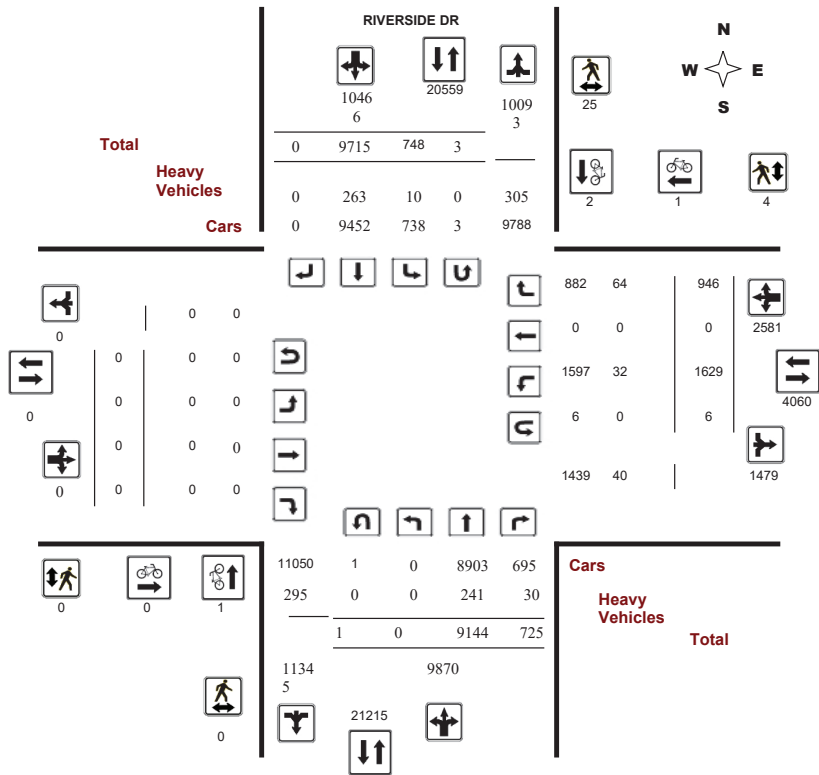 RIVERSIDE DR
N
W E
S
20559
1046
6
1009
3
25
Total
0 9715 748 3
Heavy
Vehicles
0 263 10 0 305
Cars
0 9452 738 3 9788
2 1 4
882 64 946
0 0
0
0 0 0
2581
0 0 0
1597 32 1629
0
0 0 0
4060
6 0 6
0 0 0
0
0 0 0
1439 40 1479
11050 1 0 8903 695
Cars
295 0 0 241 30
Heavy
Vehicles
0 0 1
1 0 9144 725
Total
1134
5
9870
21215
0